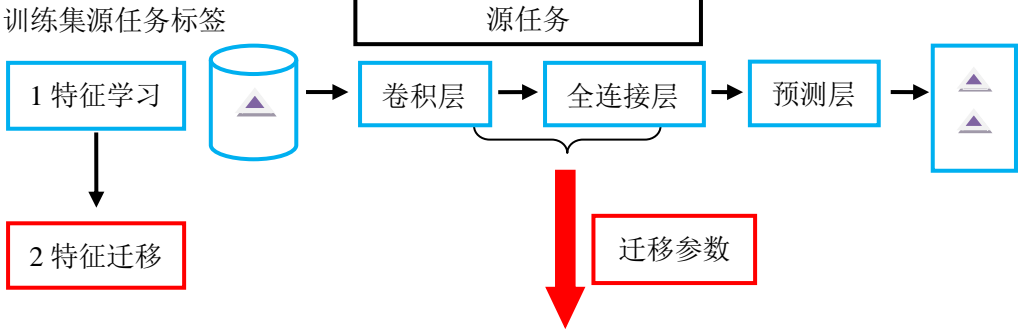 训练集源任务标签
源任务
1 特征学习
卷积层
全连接层
预测层
2 特征迁移
迁移参数